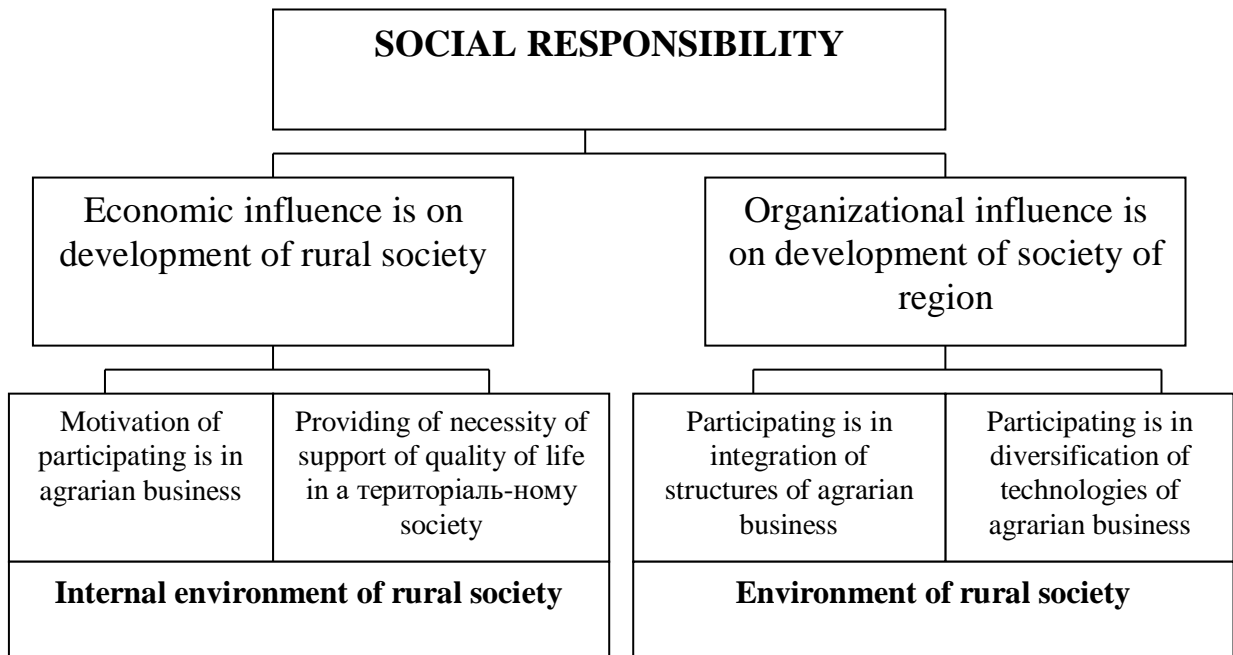 SOCIAL RESPONSIBILITY
Economic influence is on
development of rural society
Organizational influence is
on development of society of
region
Motivation of
participating is in
agrarian business
Providing of necessity of
support of quality of life
in a територіаль-ному
society
Participating is in
integration of
structures of agrarian
business
Participating is in
diversification of
technologies of
agrarian business
Internal environment of rural society
Environment of rural society